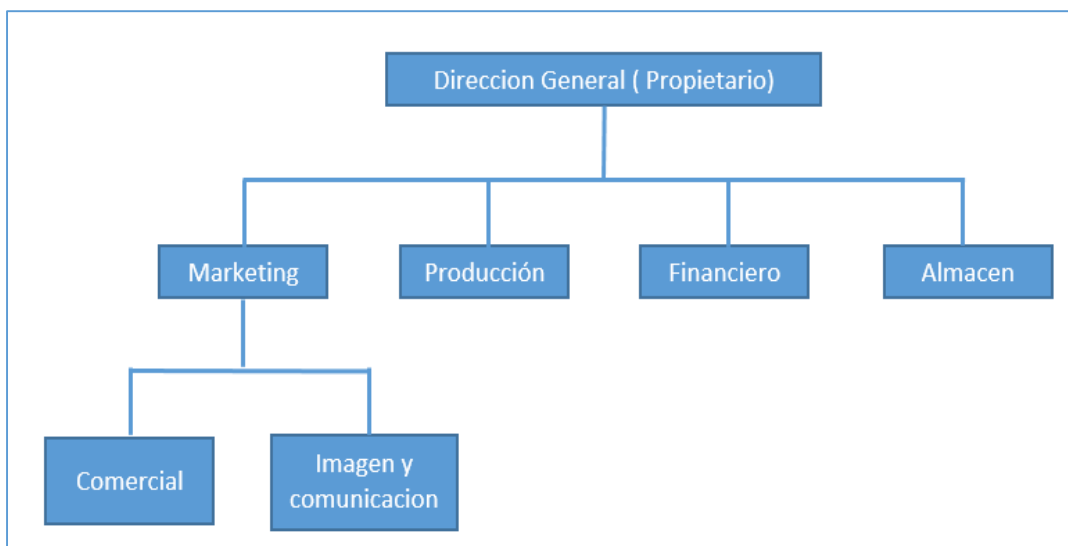 Direccion General ( Propietario)
Marketing
Producción
Financiero
Almacen
Comercial
Imagen y
comunicacion